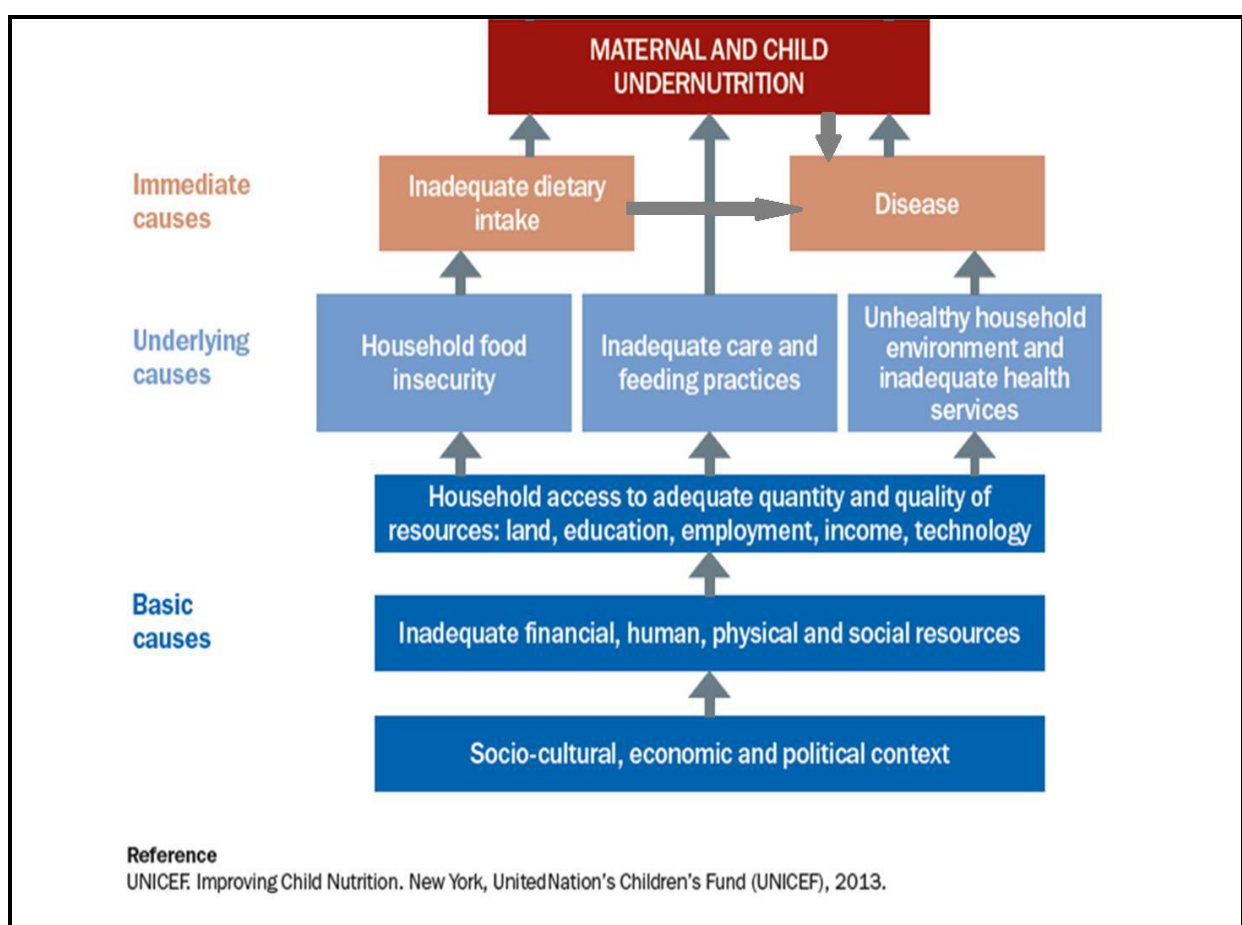 MATERNAL AND CHILD
UNDERNUTRITION
Immediate
causes
Inadequate dietary
intake
Disease
Underlying
causes
Household food
insecurity
Inadequate care and
feeding practices
Unhealthy household
environment and
inadequate health
services
Household access to adequate quantity and quality of
resources: land, education, employment, income, technology
Basic
causes
Inadequate financial, human, physical and social resources
Socio-cultural, economic and political context
Reference
UNICEF. Improving Child Nutrition. New York, UnitedNation's Children's Fund (UNICEF), 2013.